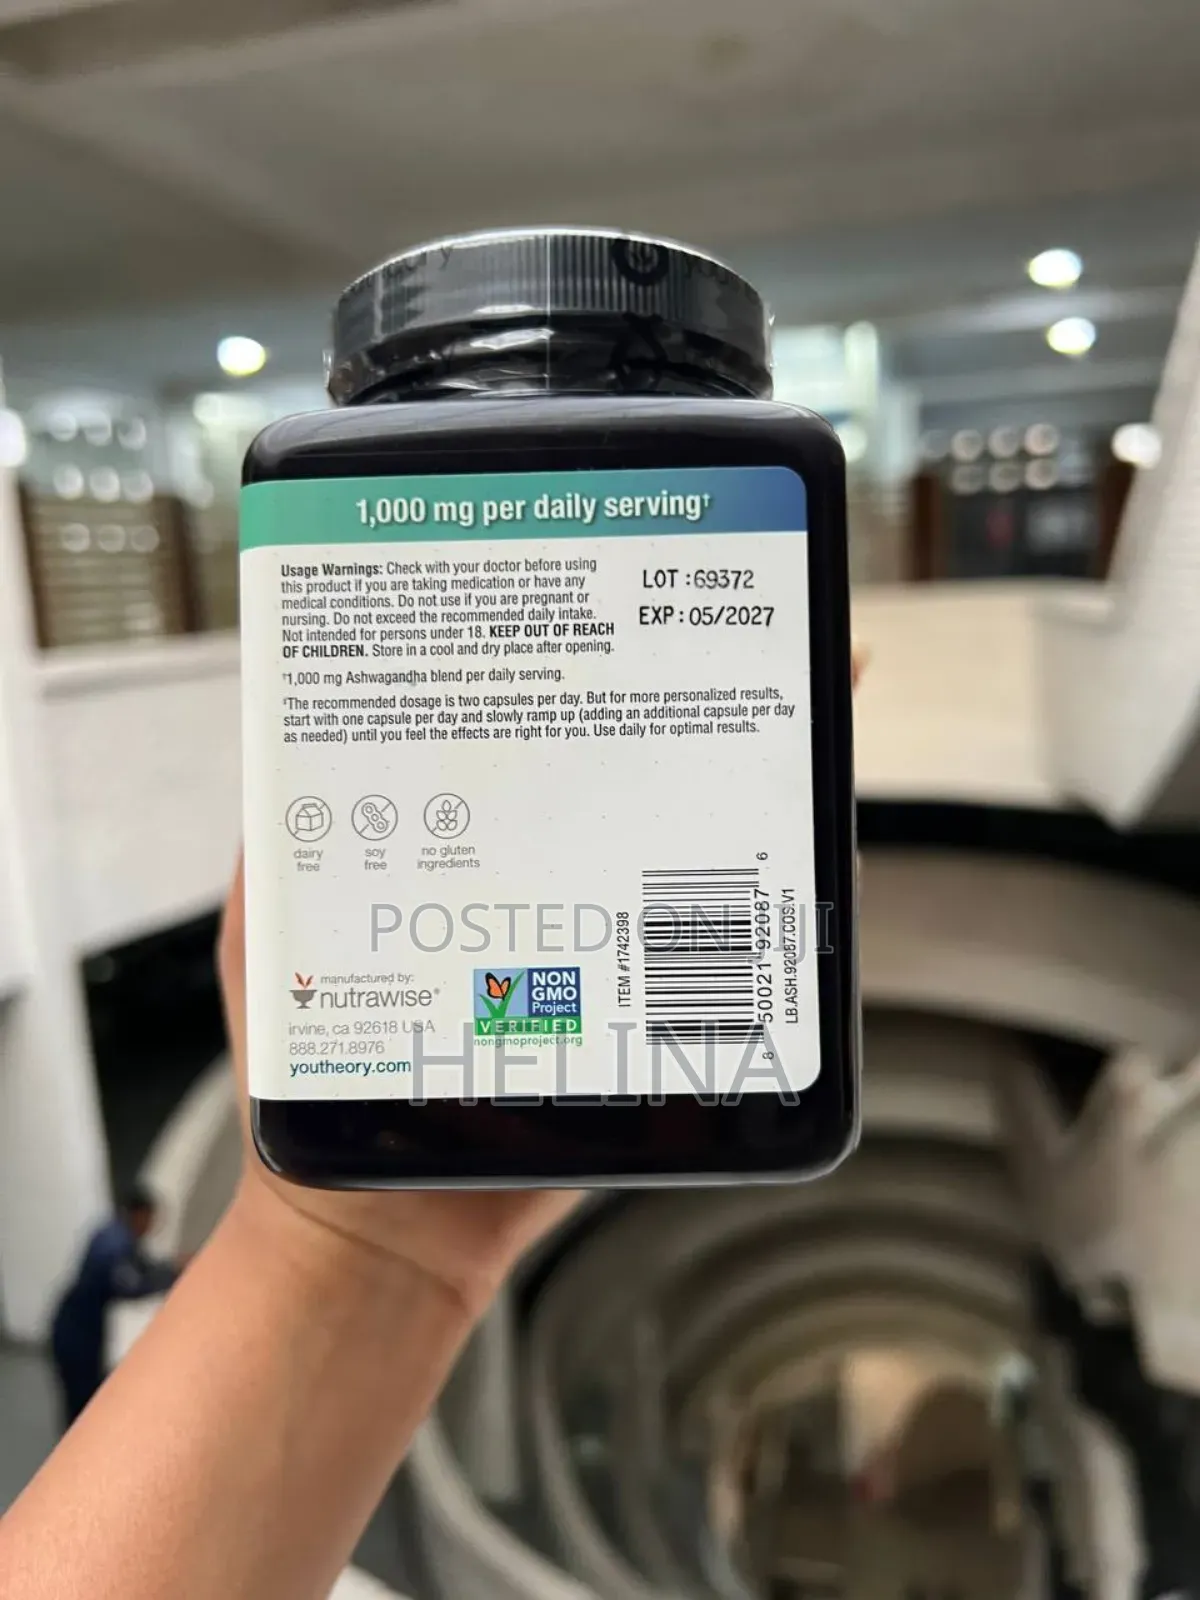 1,000 mg per daily serving†
Usage Warnings: Check with your doctor before using
this product if you are taking medication or have any
medical conditions. Do not use if you are pregnant or
nursing. Do not exceed the recommended daily intake.
Not intended for persons under 18. KEEP OUT OF REACH
OF CHILDREN. Store in a cool and dry place after opening.
LOT :69372
EXP : 05/2027
†1,000 mg Ashwagandha blend per daily serving.
‡The recommended dosage is two capsules per day. But for more personalized results,
start with one capsule per day and slowly ramp up (adding an additional capsule per day
as needed) until you feel the effects are right for you. Use daily for optimal results.
dairy
free
soy
free
no gluten
ingredients
POSTED ON JIJI
manufactured by:
nutrawise®
irvine, ca 92618 USA
888.271.8976
youtheory.com
NON
GMO
Project
VERIFIED
nongmoproject.org
ITEM #1742398
8 50021 92087 6
LB.ASH.92087.COS.V1
HELINA